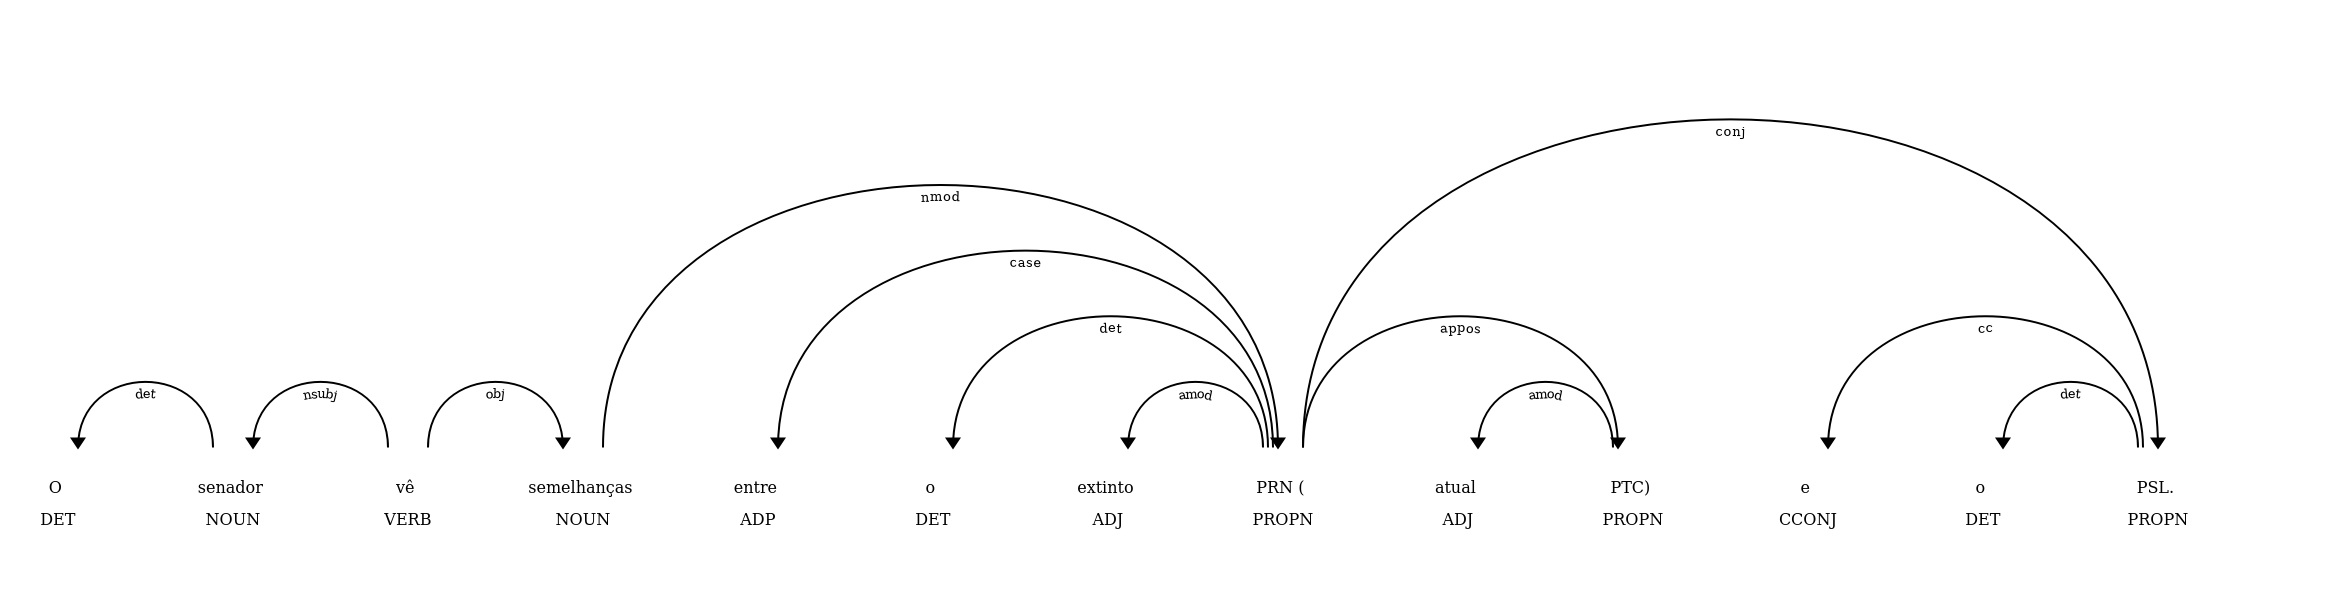 conj
nmod
case
det appos cc
det nsubj obj amod amod det
O senador vê semelhanças entre o extinto PRN ( atual PTC) e o PSL.
DET NOUN VERB NOUN ADP DET ADJ PROPN ADJ PROPN CCONJ DET PROPN